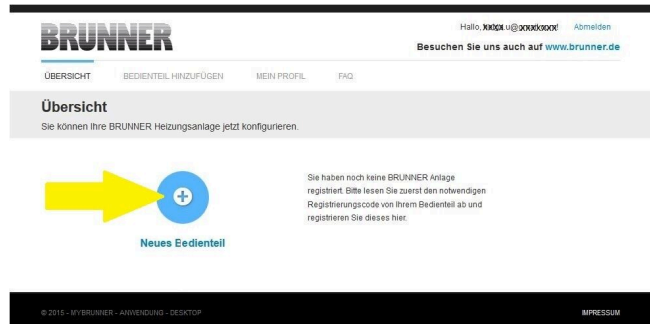 BRUNNER
Hallo, Abmelden
Besuchen Sie uns auch auf www.brunner.de
ÜBERSICHT BEDIENTEIL HINZUFÜGEN MEIN PROFIL FAQ
Übersicht
Sie können Ihre BRUNNER Heizungsanlage jetzt konfigurieren.
Sie haben noch keine BRUNNER Anlage
registriert. Bitte lesen Sie zuerst den notwendigen
Registrierungscode von Ihrem Bedienteil ab und
registrieren Sie dieses hier.
Neues Bedienteil
© 2015 - MYBRUNNER - ANWENDUNG - DESKTOP IMPRESSUM